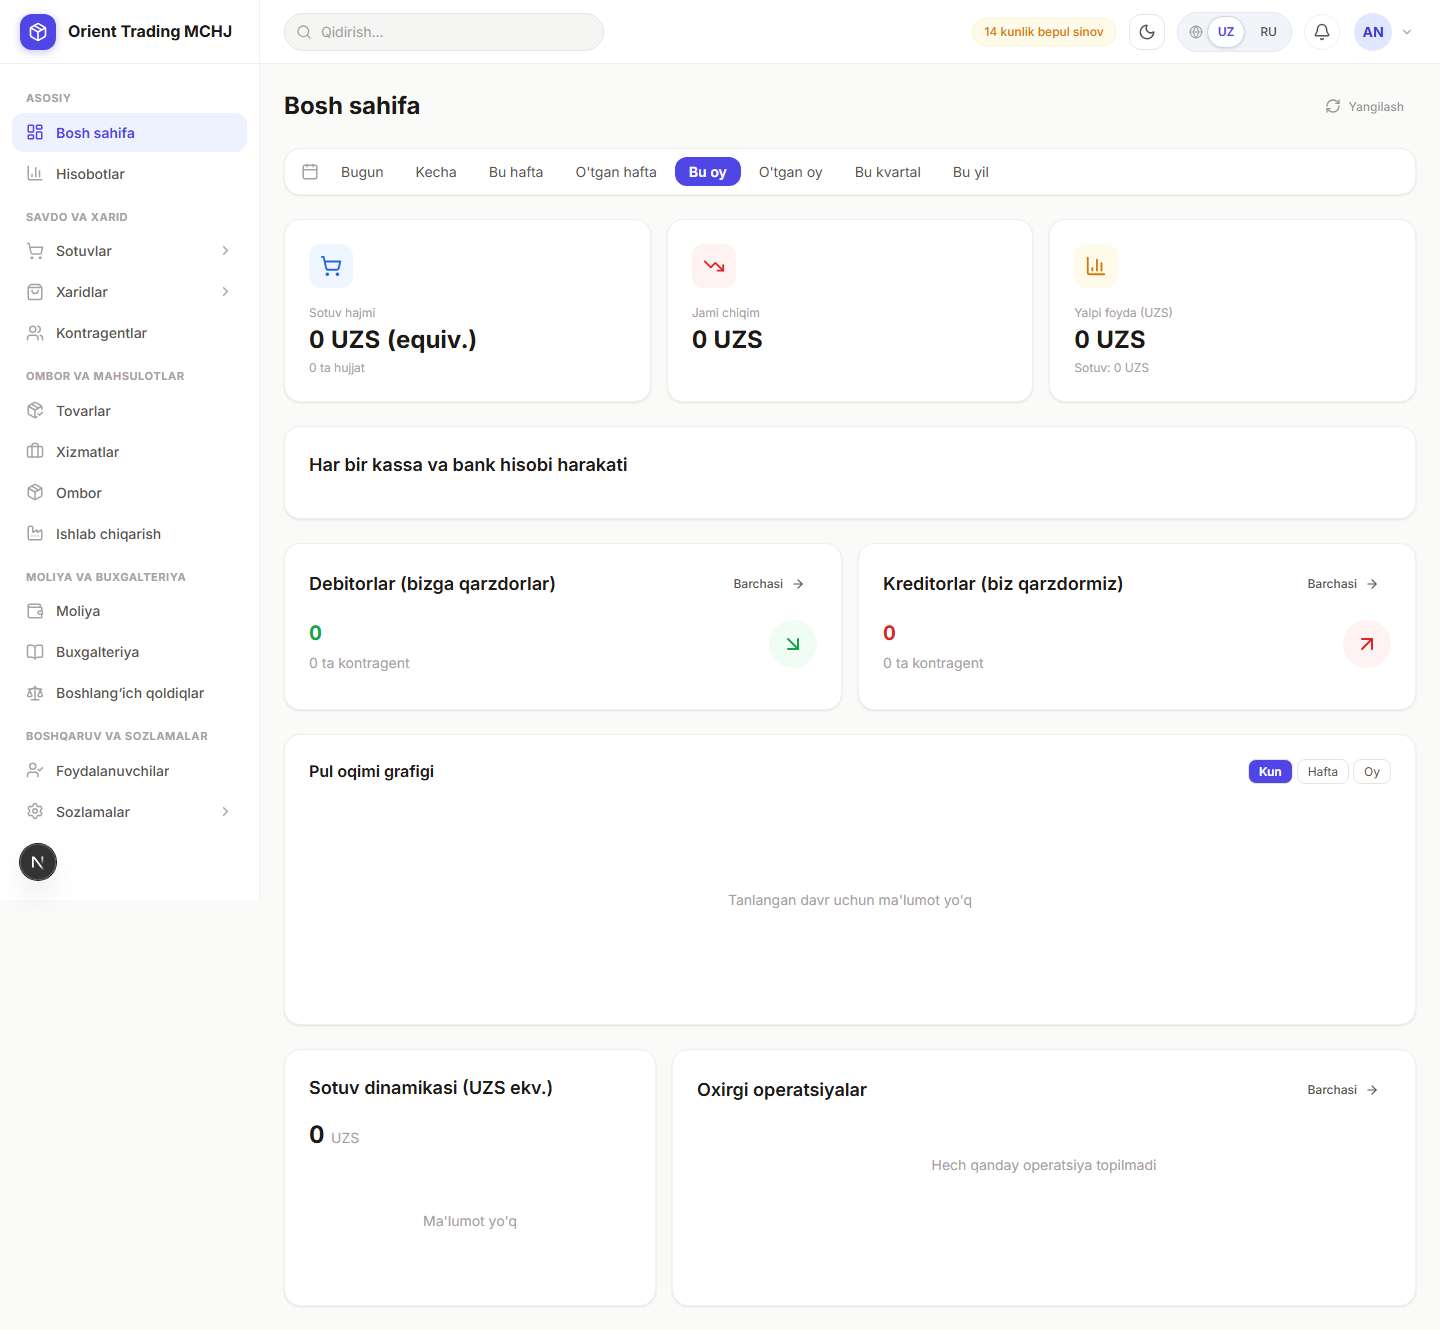 Orient Trading MCHJ
Qidirish...
14 kunlik bepul sinov
UZ
RU
AN
ASOSIY
Bosh sahifa
Hisobotlar
SAVDO VA XARID
Sotuvlar
Xaridlar
Kontragentlar
OMBOR VA MAHSULOTLAR
Tovarlar
Xizmatlar
Ombor
Ishlab chiqarish
MOLIYA VA BUXGALTERIYA
Moliya
Buxgalteriya
Boshlang‘ich qoldiqlar
BOSHQARUV VA SOZLAMALAR
Foydalanuvchilar
Sozlamalar
N
Bosh sahifa
Yangilash
Bugun
Kecha
Bu hafta
O'tgan hafta
Bu oy
O'tgan oy
Bu kvartal
Bu yil
Sotuv hajmi
0 UZS (equiv.)
0 ta hujjat
Jami chiqim
0 UZS
Yalpi foyda (UZS)
0 UZS
Sotuv: 0 UZS
Har bir kassa va bank hisobi harakati
Debitorlar (bizga qarzdorlar)
Barchasi
0
0 ta kontragent
Kreditorlar (biz qarzdormiz)
Barchasi
0
0 ta kontragent
Pul oqimi grafigi
Kun
Hafta
Oy
Tanlangan davr uchun ma'lumot yo'q
Sotuv dinamikasi (UZS ekv.)
0 UZS
Ma'lumot yo'q
Oxirgi operatsiyalar
Barchasi
Hech qanday operatsiya topilmadi